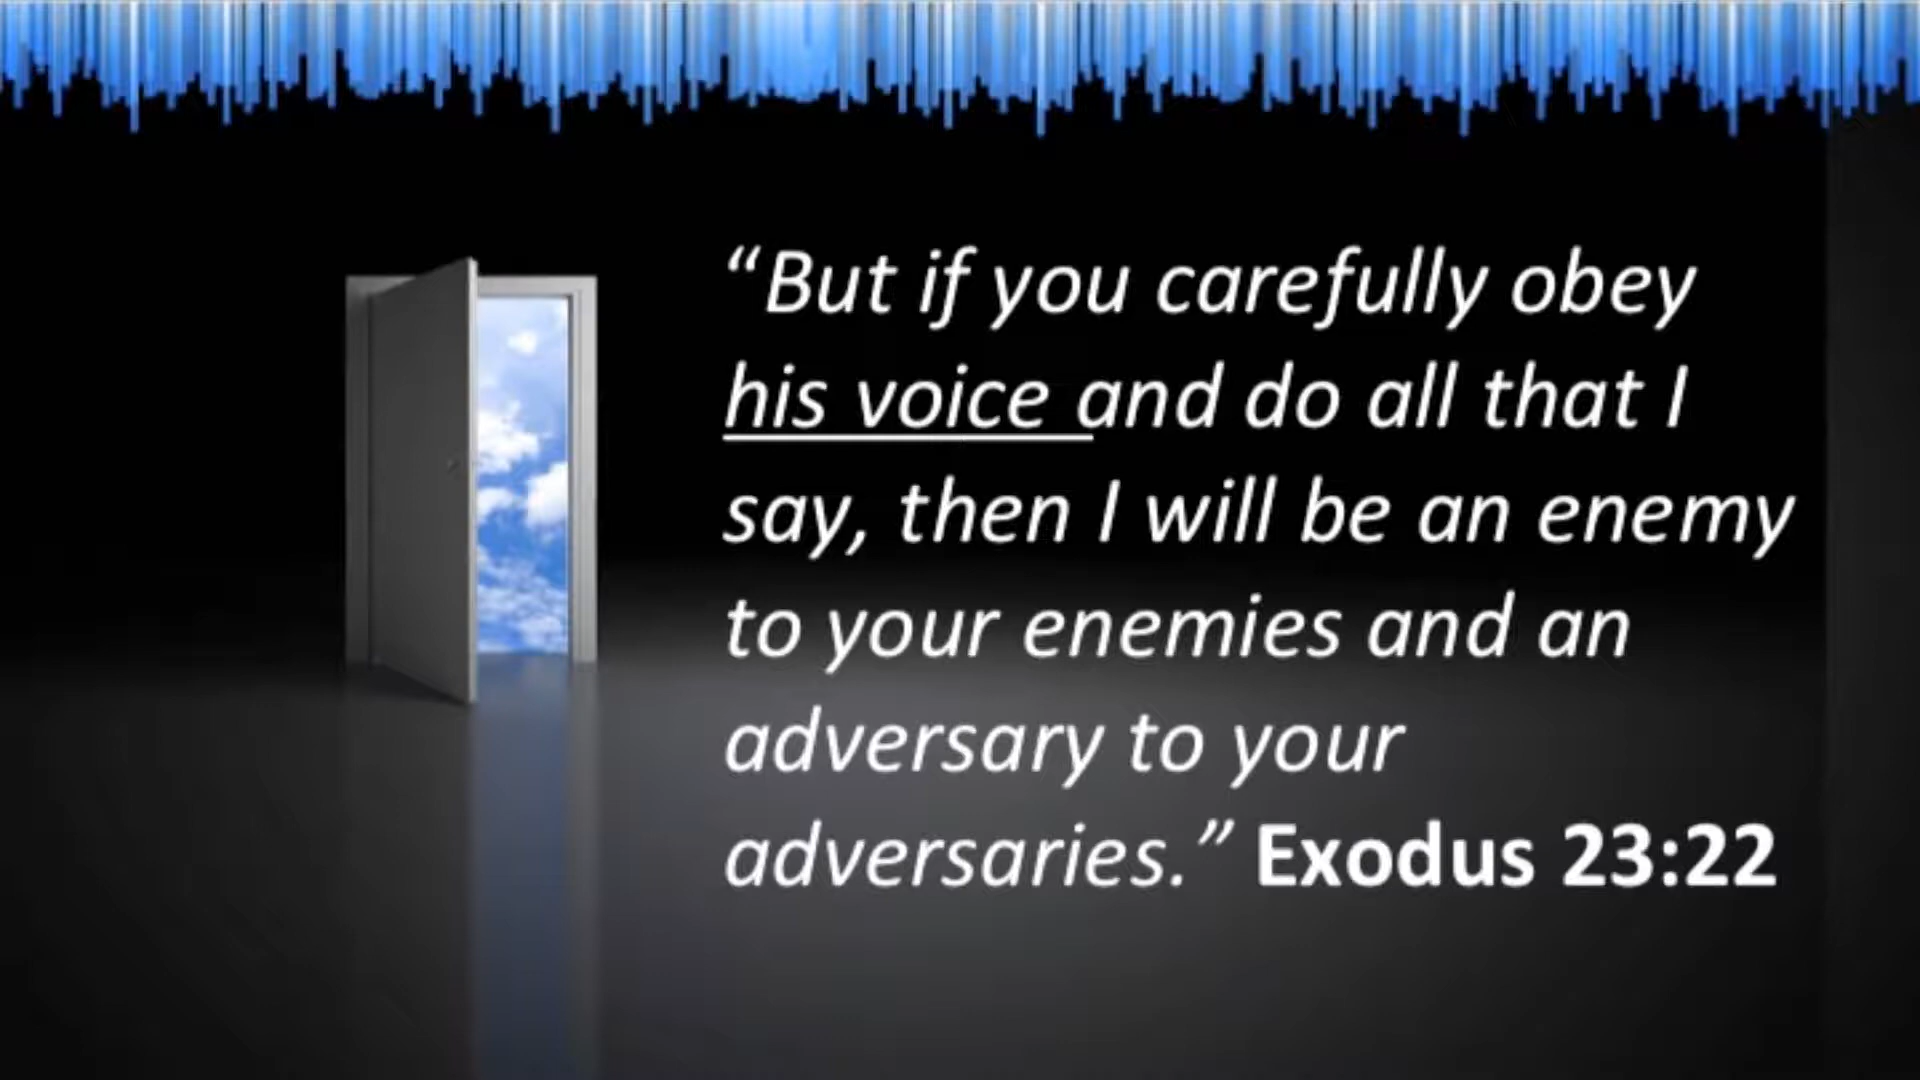 “But if you carefully obey
his voice and do all that I
say, then I will be an enemy
to your enemies and an
adversary to your
adversaries.” Exodus 23:22